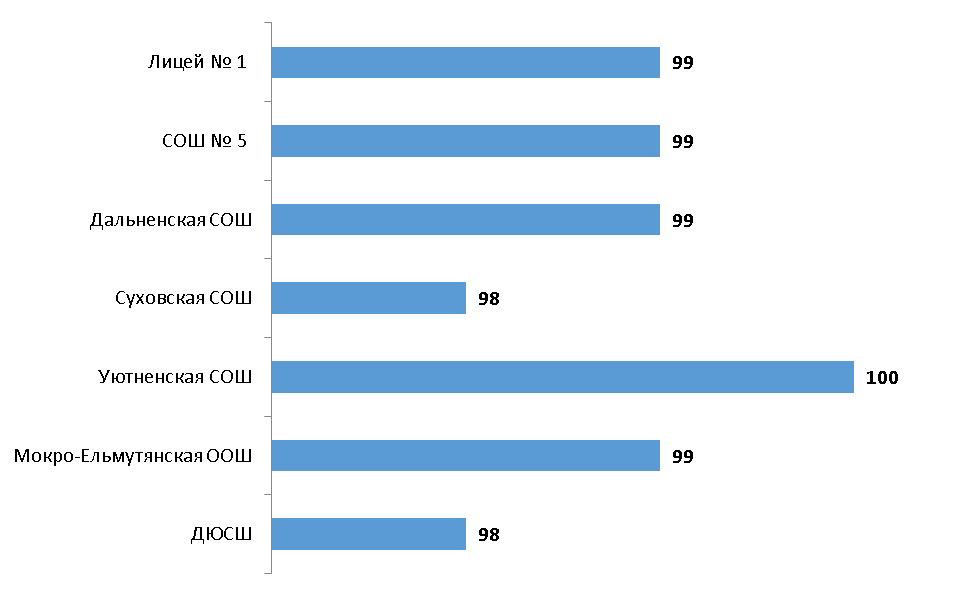 Лицей № 1 99
СОШ № 5 99
Дальненская СОШ 99
Суховская СОШ 98
Уютненская СОШ 100
Мокро-Ельмутянская ООШ 99
ДЮСШ 98